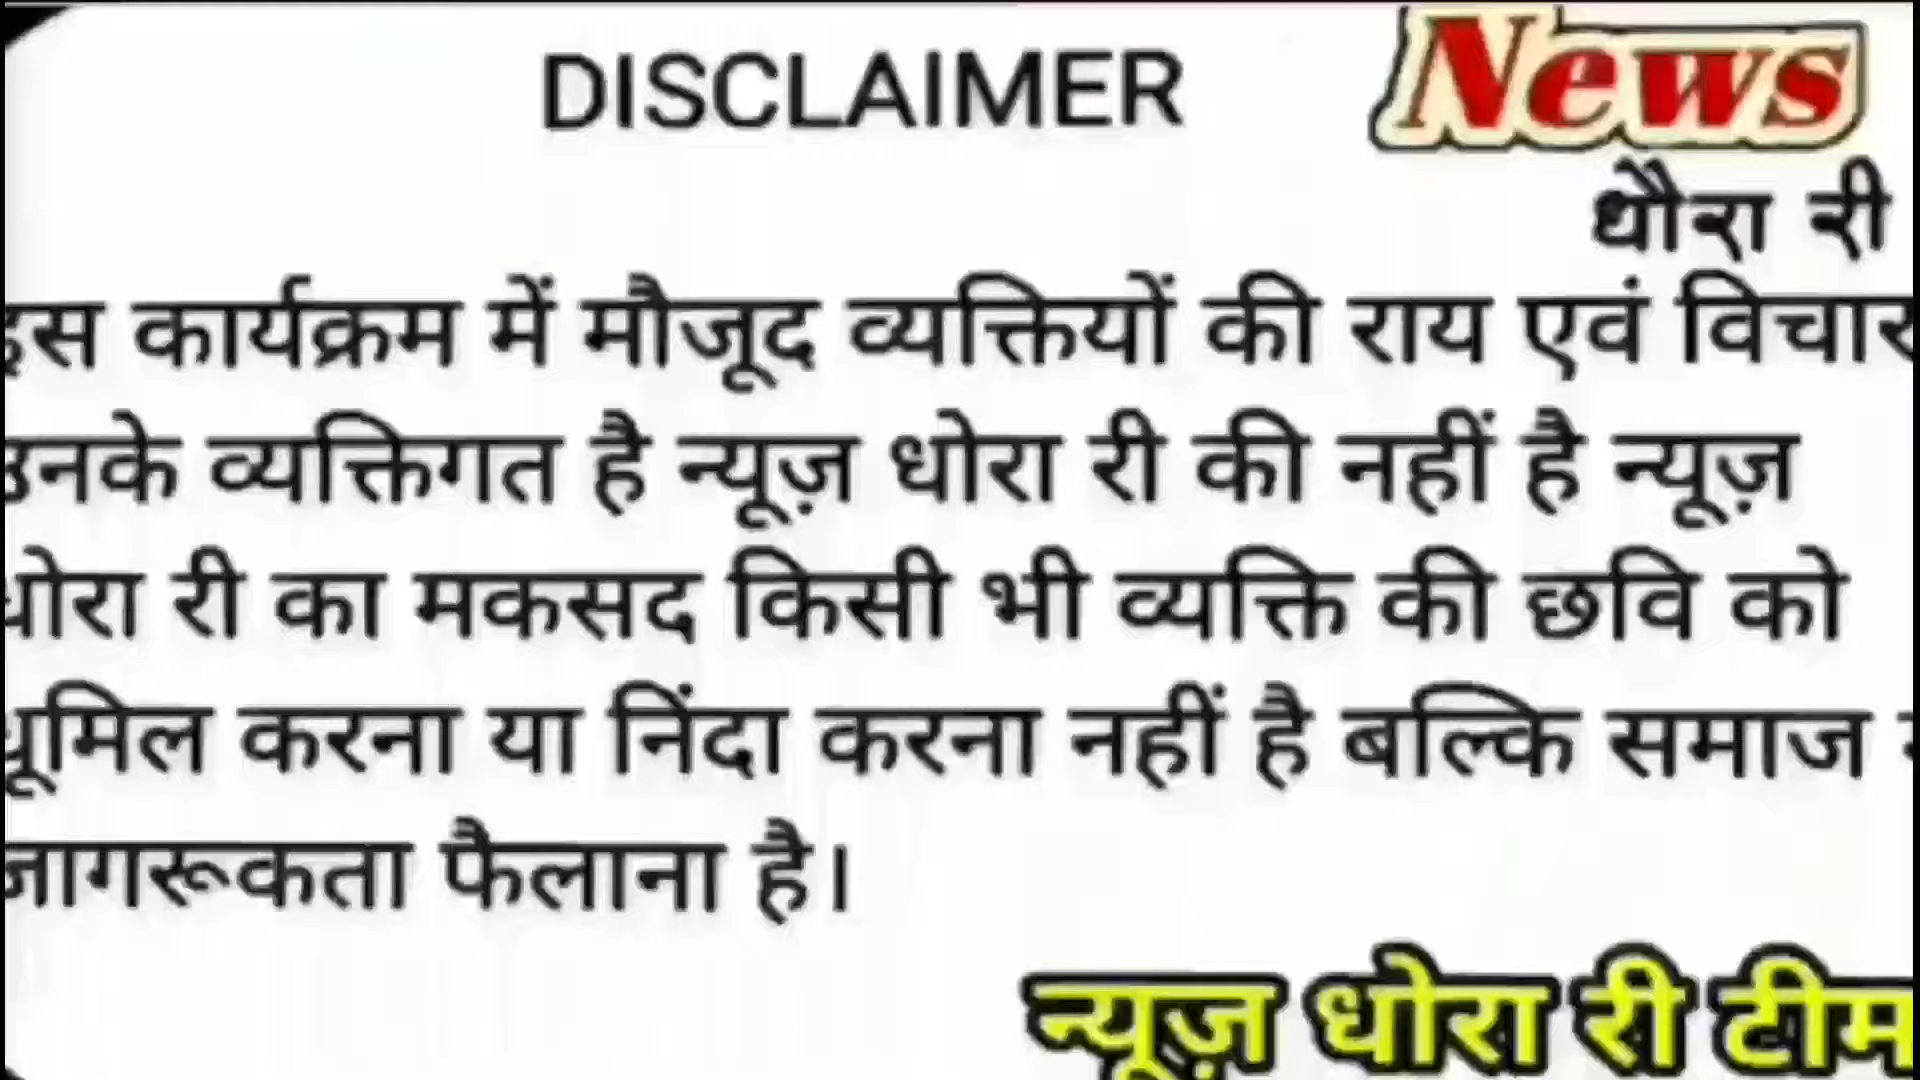 DISCLAIMER
News
धौरा री
इस कार्यक्रम में मौजूद व्यक्तियों की राय एवं विचार
उनके व्यक्तिगत है न्यूज़ धोरा री की नहीं है न्यूज़
धोरा री का मकसद किसी भी व्यक्ति की छवि को
धूमिल करना या निंदा करना नहीं है बल्कि समाज
जागरूकता फैलाना है।
न्यूज़ धोरा री टीम